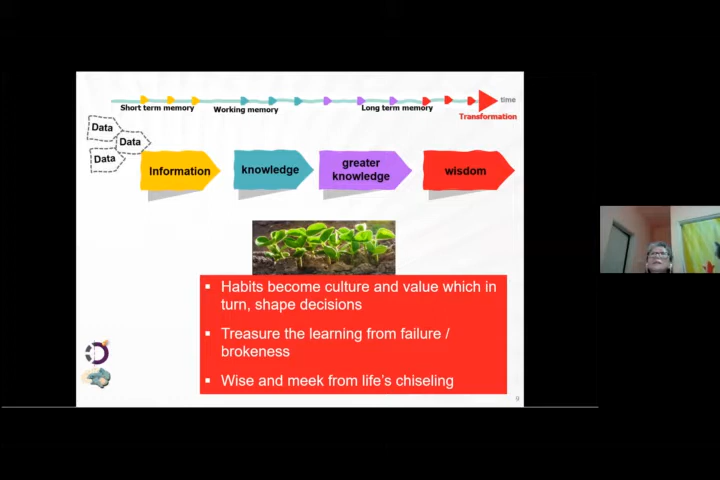 time
Short term memory
Working memory
Long term memory
Transformation
Data
Data
Data
Information
knowledge
greater
knowledge
wisdom
▪ Habits become culture and value which in
turn, shape decisions
▪ Treasure the learning from failure /
brokeness
▪ Wise and meek from life's chiseling